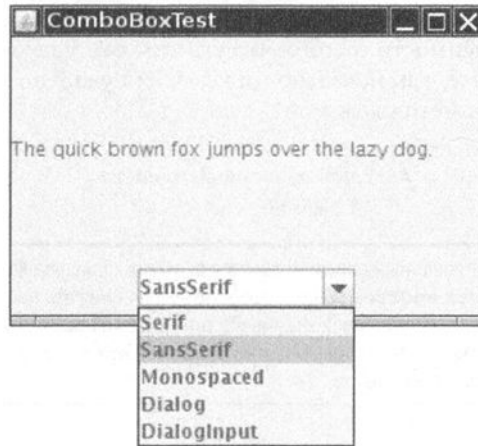 ComboBoxTest
The quick brown fox jumps over the lazy dog.
SansSerif
Serif
SansSerif
Monospaced
Dialog
DialogInput